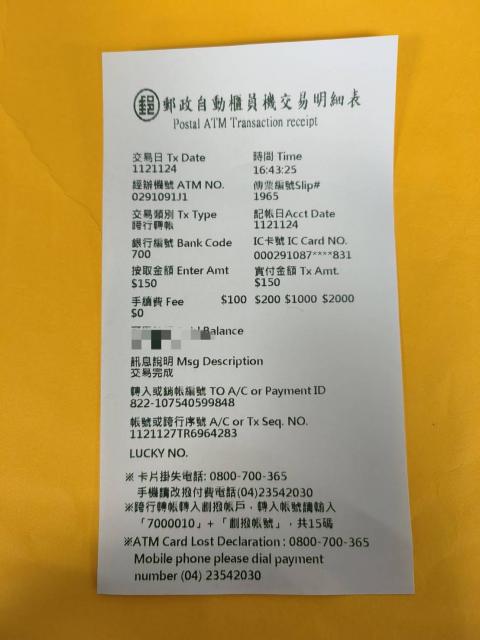 郵 郵政自動櫃員機交易明細表
Postal ATM Transaction receipt
交易日 Tx Date 時間 Time
1121124 16:43:25
經辦機號 ATM NO. 傳票編號Slip#
0291091J1 1965
交易類別 Tx Type 記帳日Acct Date
跨行轉帳 1121124
銀行編號 Bank Code IC卡號 IC Card NO.
700 000291087****831
按取金額 Enter Amt 實付金額 Tx Amt.
$150 $150
手續費 Fee $100 $200 $1000 $2000
$0
Balance
訊息說明 Msg Description
交易完成
轉入或銷帳編號 TO A/C or Payment ID
822-107540599848
帳號或跨行序號 A/C or Tx Seq. NO.
1121127TR6964283
LUCKY NO.
※ 卡片掛失電話: 0800-700-365
手機請改撥付費電話(04)23542030
※跨行轉帳轉入劃撥帳戶，轉入帳號請輸入
「7000010」+「劃撥帳號」，共15碼
※ATM Card Lost Declaration : 0800-700-365
Mobile phone please dial payment
number (04) 23542030